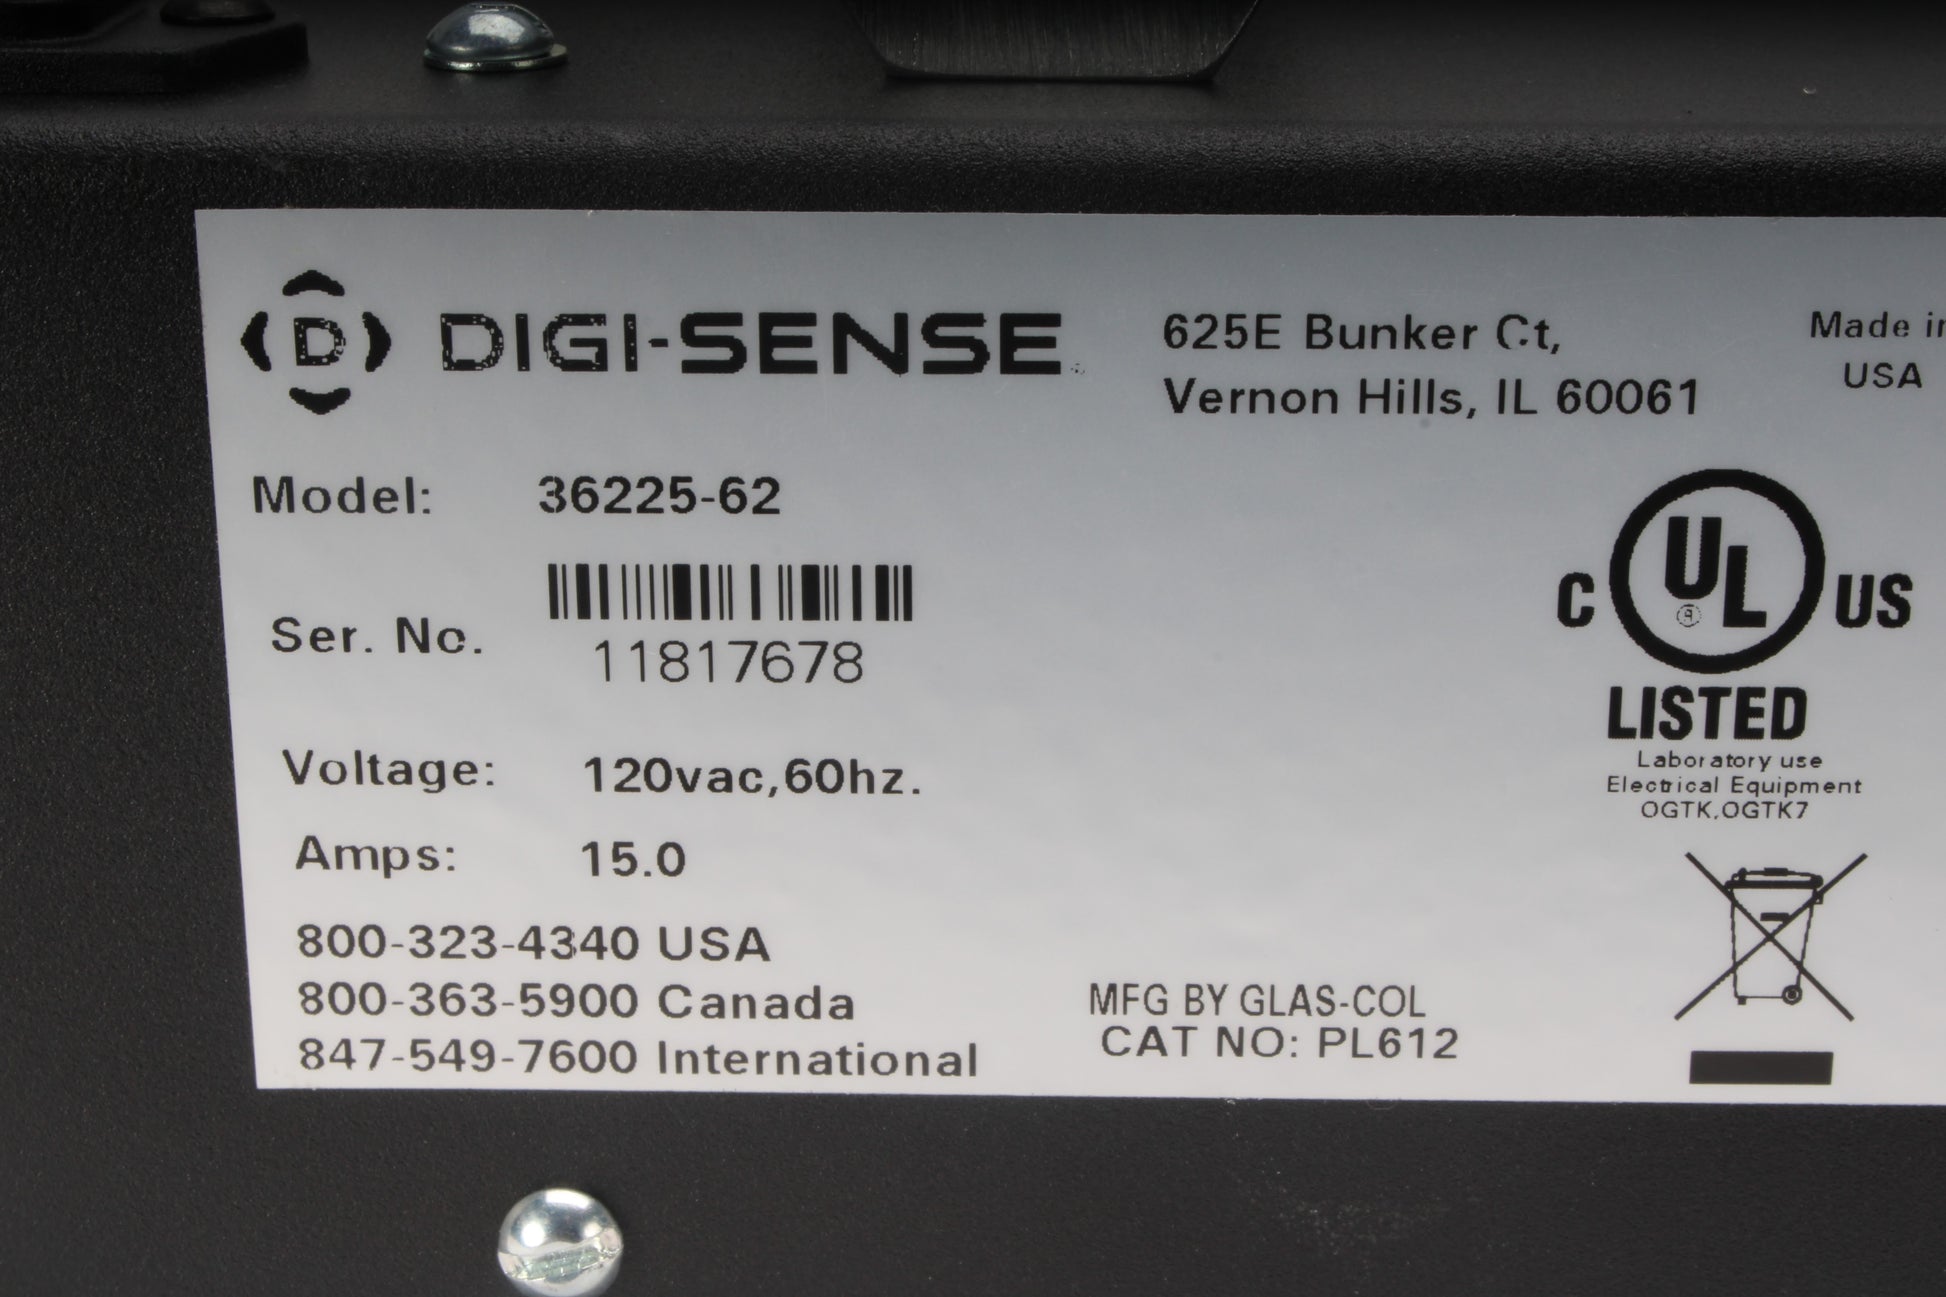 D DIGI-SENSE
625E Bunker Ct,
Vernon Hills, IL 60061
Made in
USA
Model: 36225-62
Ser. No. 11817678
Voltage: 120vac,60hz.
Amps: 15.0
800-323-4340 USA
800-363-5900 Canada
847-549-7600 International
MFG BY GLAS-COL
CAT NO: PL612
C UL US
LISTED
Laboratory use
Electrical Equipment
OGTK,OGTK7